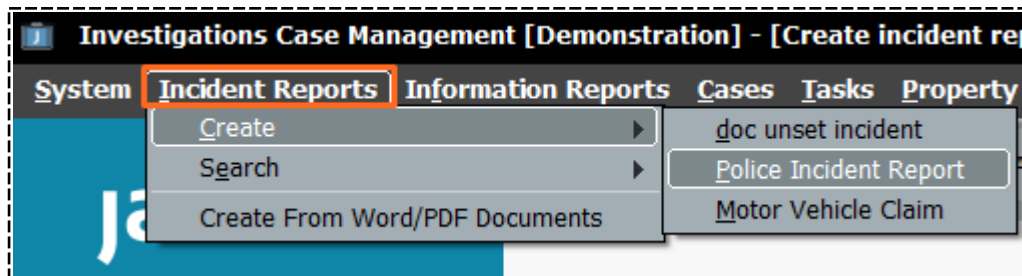 Investigations Case Management [Demonstration] - [Create incident re
System Incident Reports Information Reports Cases Tasks Property
Create
Search
Create From Word/PDF Documents
doc unset incident
Police Incident Report
Motor Vehicle Claim
Ja